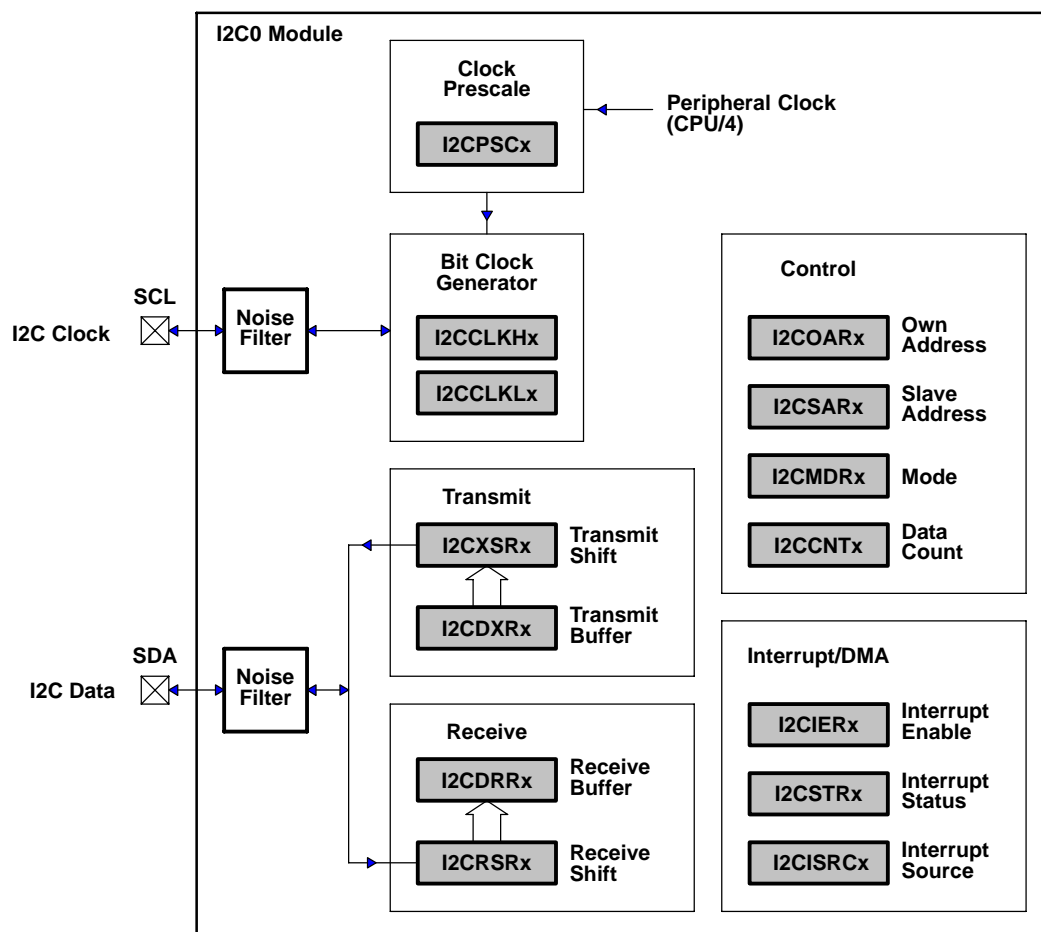 I2C0 Module
Clock
Prescale
I2CPSCx
Peripheral Clock
(CPU/4)
Bit Clock
Generator
I2CCLKHx
I2CCLKLx
SCL
I2C Clock
Noise
Filter
Control
I2COARx
Own
Address
I2CSARx
Slave
Address
I2CMDRx
Mode
I2CCNTx
Data
Count
Transmit
I2CXSRx
Transmit
Shift
I2CDXRx
Transmit
Buffer
SDA
I2C Data
Noise
Filter
Receive
I2CDRRx
Receive
Buffer
I2CRSRx
Receive
Shift
Interrupt/DMA
I2CIERx
Interrupt
Enable
I2CSTRx
Interrupt
Status
I2CISRCx
Interrupt
Source